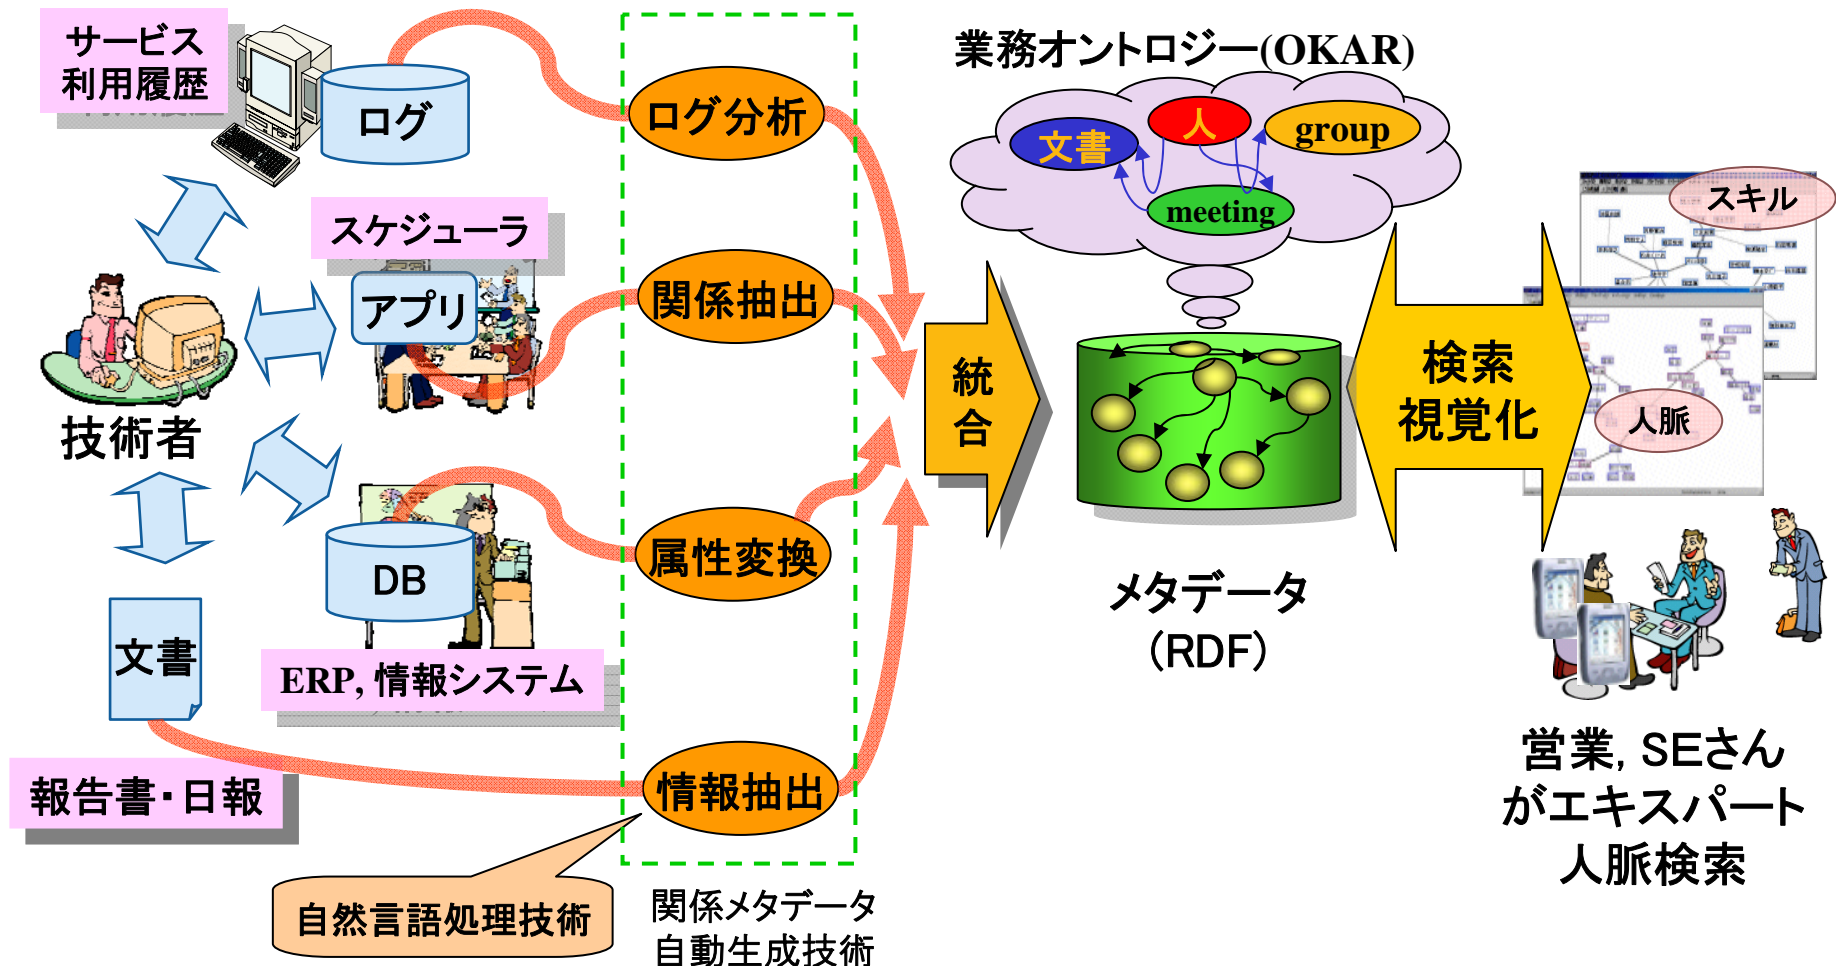 サービス
利用履歴
ログ
ログ分析
業務オントロジー(OKAR)
文書
人
group
meeting
スキル
スケジューラ
アプリ
関係抽出
技術者
統
合
検索
視覚化
人脈
DB
属性変換
ERP, 情報システム
メタデータ
(RDF)
文書
報告書・日報
情報抽出
自然言語処理技術
関係メタデータ
自動生成技術
営業, SEさん
がエキスパート
人脈検索